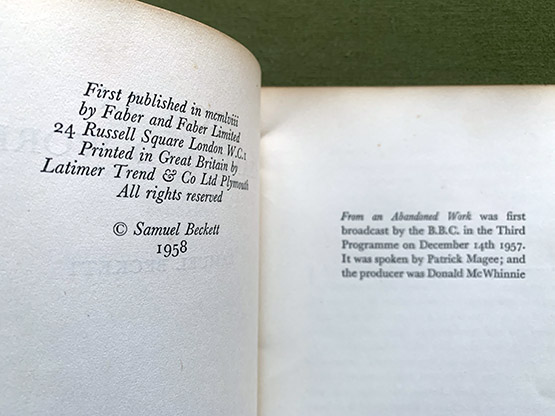 First published in mcmlviii
by Faber and Faber Limited
24 Russell Square London W.C.1
Printed in Great Britain by
Latimer Trend & Co Ltd Plymouth
All rights reserved
© Samuel Beckett
1958
From an Abandoned Work was first
broadcast by the B.B.C. in the Third
Programme on December 14th 1957.
It was spoken by Patrick Magee; and
the producer was Donald McWhinnie